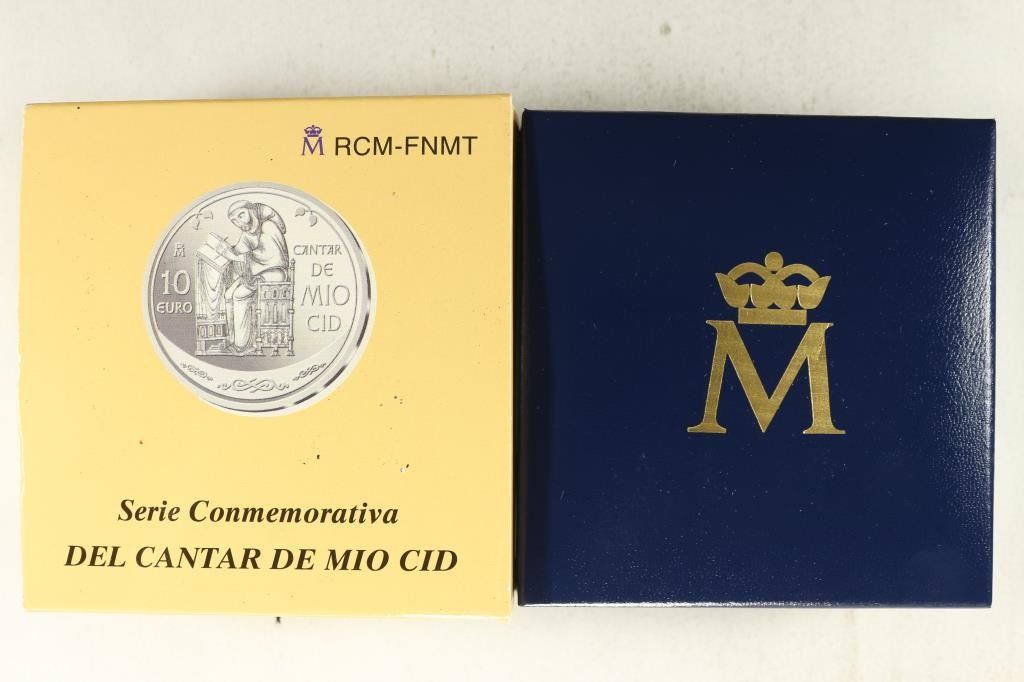 M RCM-FNMT
M
10
EURO
CANTAR
DE
MIO
CID
Serie Conmemorativa
DEL CANTAR DE MIO CID
M